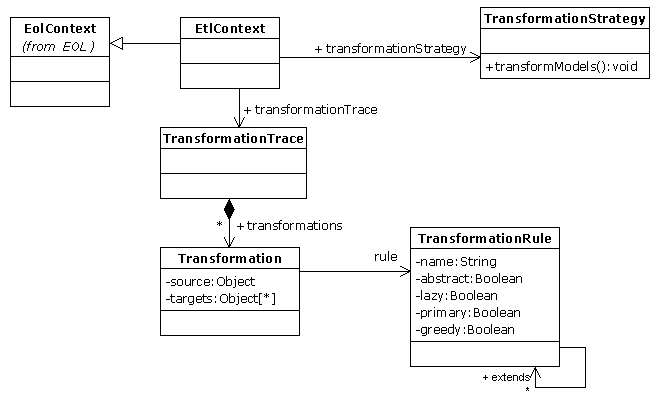 EolContext
(from EOL)
EtlContext
+ transformationStrategy
TransformationStrategy
+transformModels():void
+ transformationTrace
TransformationTrace
*
+ transformations
Transformation
-source:Object
-targets:Object[*]
rule
TransformationRule
-name:String
-abstract:Boolean
-lazy:Boolean
-primary:Boolean
-greedy:Boolean
+ extends
*